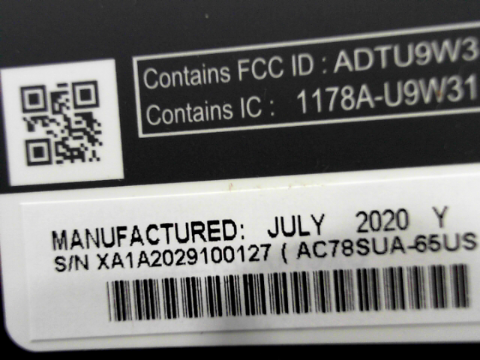 Contains FCC ID : ADTU9W3
Contains IC : 1178A-U9W31
MANUFACTURED: JULY 2020 Y
S/N XA1A2029100127 ( AC78SUA-65US